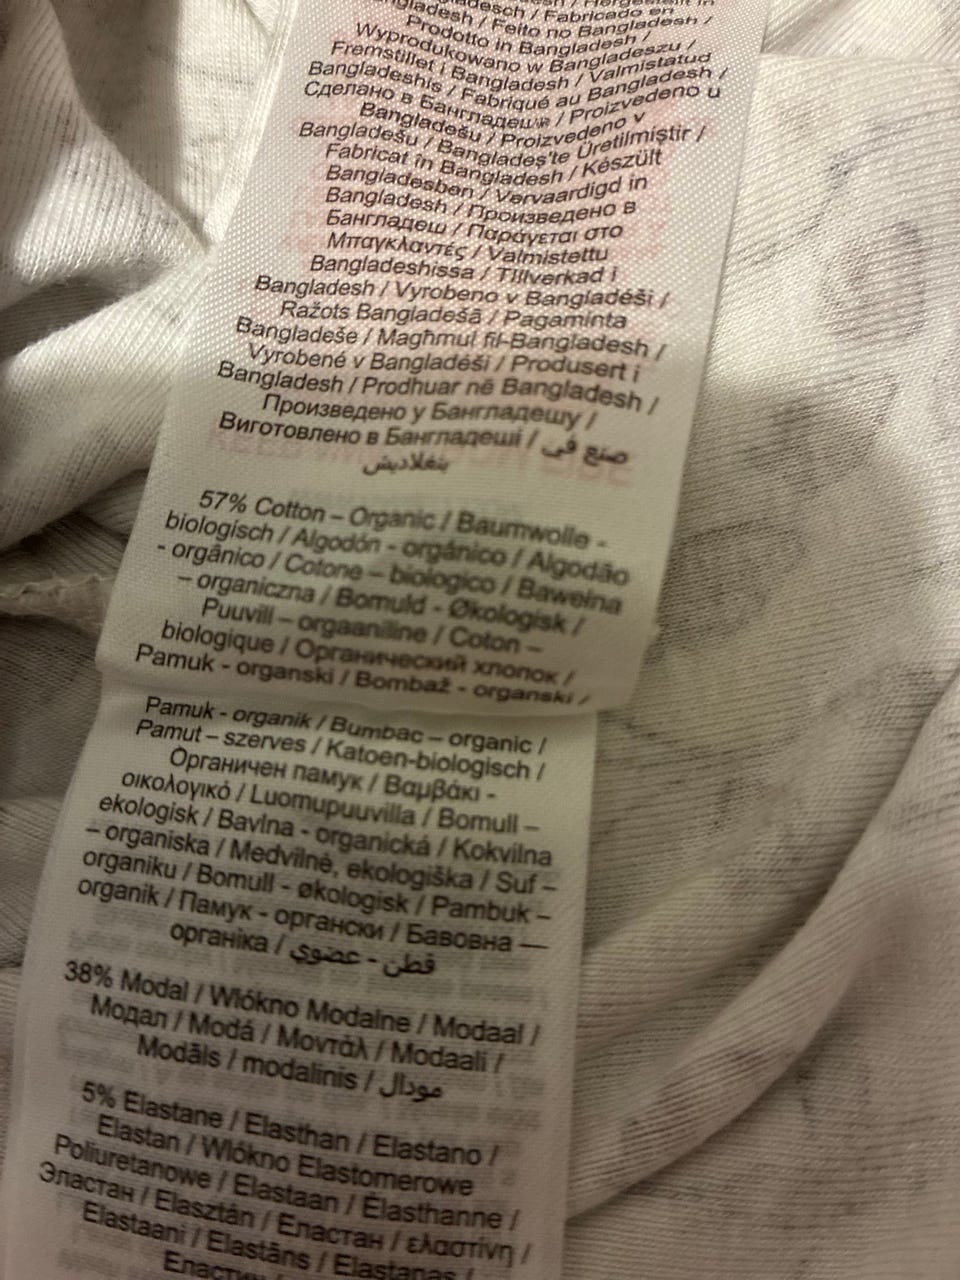 Bangladesch / Fabricado en
Bangladesh / Feito no Bangladesh /
Prodotto in Bangladesh /
Wyprodukowano w Bangladeszu /
Fremstillet i Bangladesh / Valmistatud
Bangladeshis / Fabriqué au Bangladesh /
Сделано в Бангладеш / Proizvedeno u
Bangladešu / Proizvedeno v
Bangladešu / Bangladeş'te Üretilmiştir /
Fabricat în Bangladesh / Készült
Bangladesben / Vervaardigd in
Bangladesh / Произведено в
Бангладеш / Παράγεται στο
Μπαγκλαντές / Valmistettu
Bangladeshissa / Tillverkad i
Bangladesh / Vyrobeno v Bangladéši /
Ražots Bangladešā / Pagaminta
Bangladeše / Magħmul fil-Bangladesh /
Vyrobené v Bangladéši / Produsert i
Bangladesh / Prodhuar në Bangladesh /
Произведено у Бангладешу /
Виготовлено в Бангладеші / صنع في
بنغلاديش
57% Cotton – Organic / Baumwolle -
biologisch / Algodón - orgánico / Algodão
- orgânico / Cotone – biologico / Bawełna
– organiczna / Bomuld - Økologisk /
Puuvill – orgaaniline / Coton –
biologique / Органический хлопок /
Pamuk - organski / Bombaž - organski /
Pamuk - organik / Bumbac – organic /
Pamut – szerves / Katoen-biologisch /
Органичен памук / Βαμβάκι -
οικολογικό / Luomupuuvilla / Bomull –
ekologisk / Bavlna - organická / Kokvilna
– organiska / Medvilnė, ekologiška / Suf –
organiku / Bomull - økologisk / Pambuk –
organik / Памук - органски / Бавовна —
органіка / قطن - عضوي
38% Modal / Włókno Modalne / Modaal /
Модал / Modá / Μοντάλ / Modaali /
Modāls / modalinis / مودال
5% Elastane / Elasthan / Elastano /
Elastan / Włókno Elastomerowe
Poliuretanowe / Elastaan / Élasthanne /
Эластан / Elasztán / Еластан / ελαστίνη /
Elastaani / Elastāns / Elastanas /
Еластин